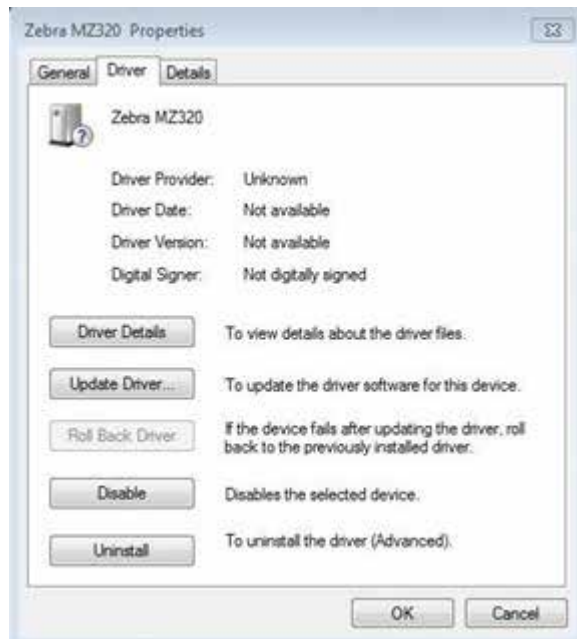 Zebra MZ320 Properties
General Driver Details
Zebra MZ320
Driver Provider: Unknown
Driver Date: Not available
Driver Version: Not available
Digital Signer: Not digitally signed
Driver Details To view details about the driver files.
Update Driver... To update the driver software for this device.
Roll Back Driver If the device fails after updating the driver, roll
back to the previously installed driver.
Disable Disables the selected device.
Uninstall To uninstall the driver (Advanced).
OK Cancel